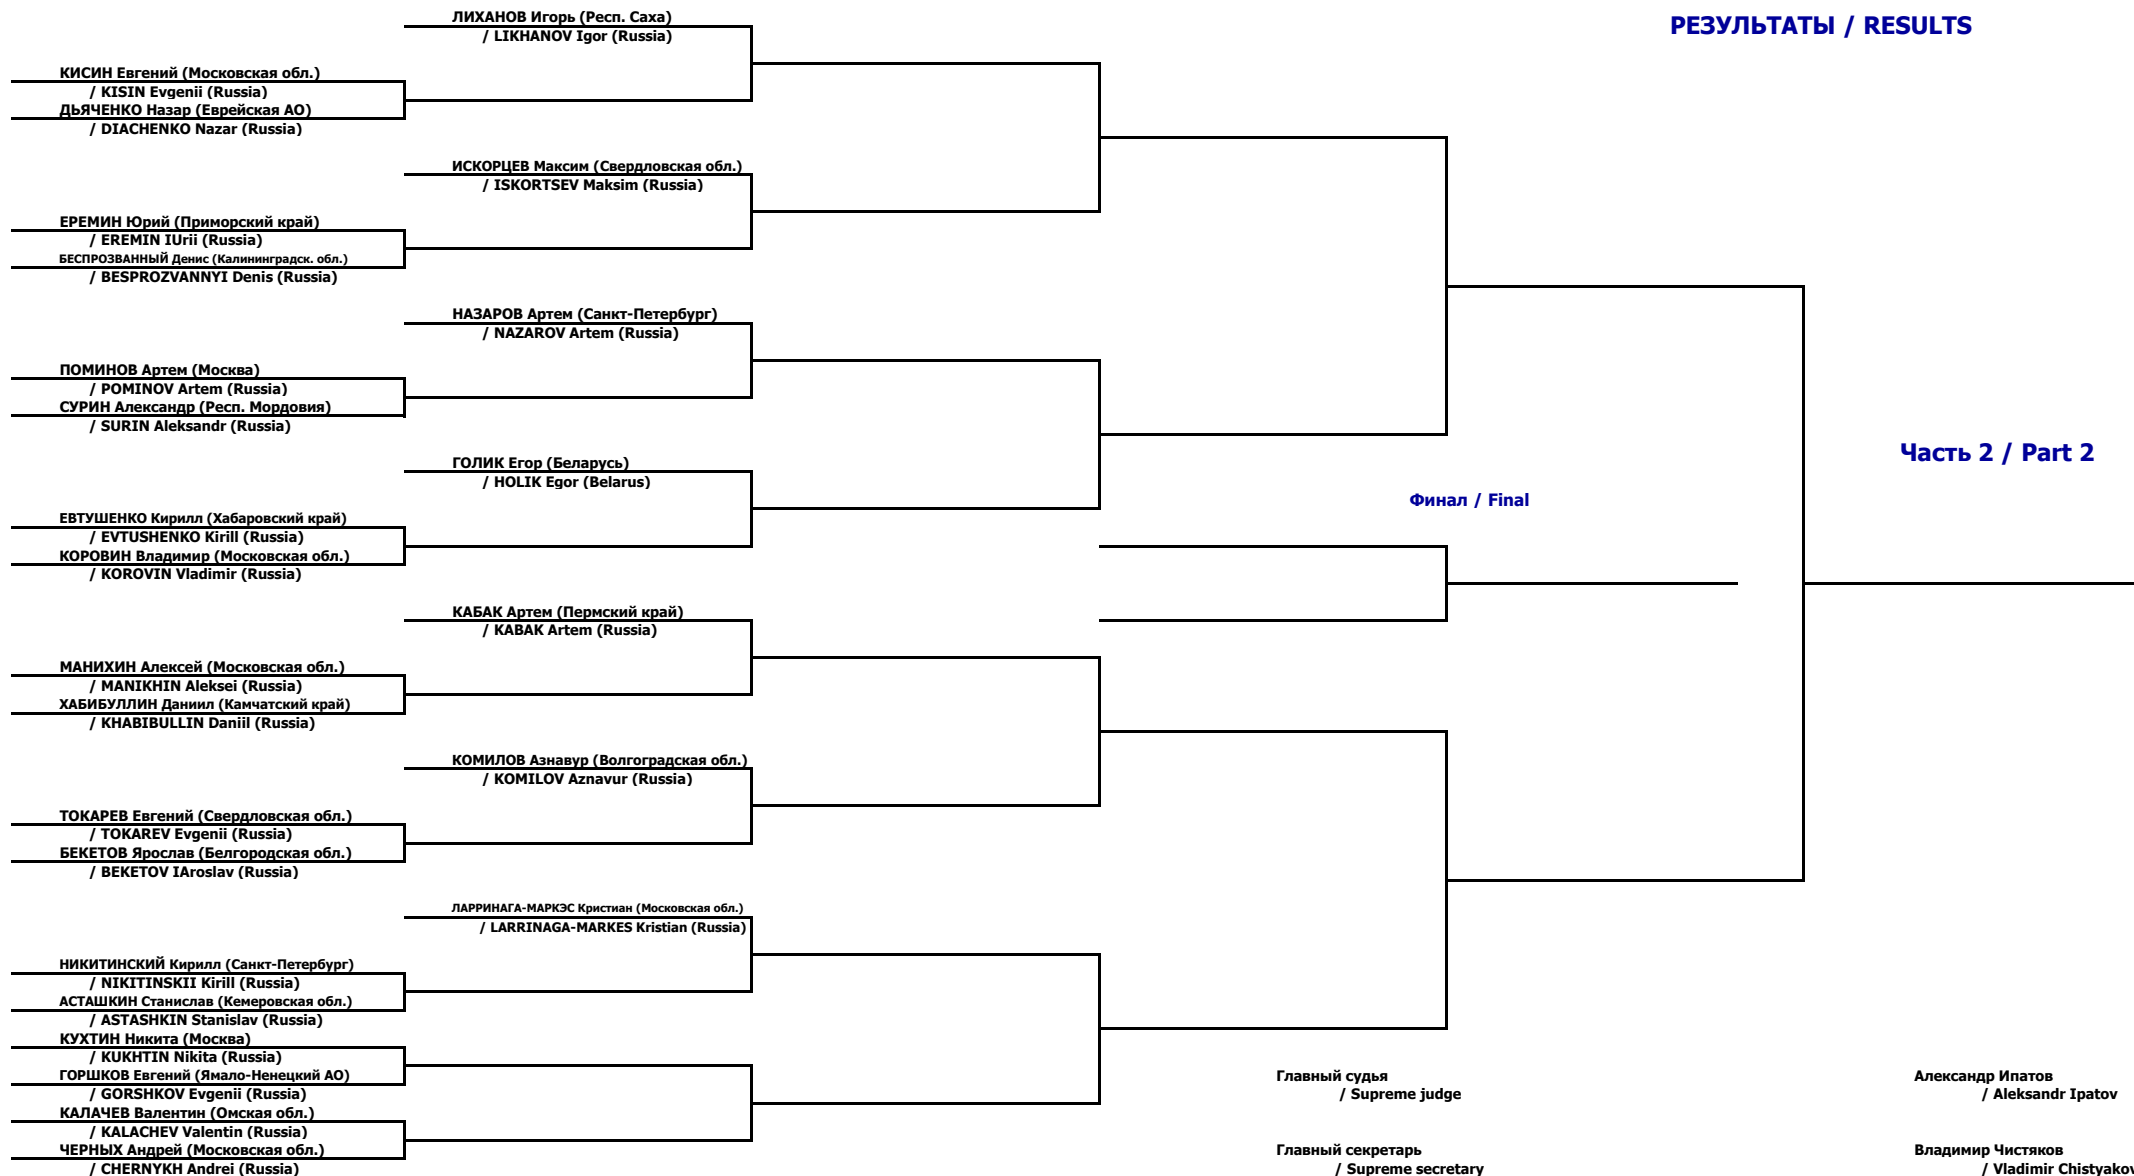 ЛИХАНОВ Игорь (Респ. Саха)
/ LIKHANOV Igor (Russia)
РЕЗУЛЬТАТЫ / RESULTS
КИСИН Евгений (Московская обл.)
/ KISIN Evgenii (Russia)
ДЬЯЧЕНКО Назар (Еврейская АО)
/ DIACHENKO Nazar (Russia)
ИСКОРЦЕВ Максим (Свердловская обл.)
/ ISKORTSEV Maksim (Russia)
ЕРЕМИН Юрий (Приморский край)
/ EREMIN IUrii (Russia)
БЕСПРОЗВАННЫЙ Денис (Калининградск. обл.)
/ BESPROZVANNYI Denis (Russia)
НАЗАРОВ Артем (Санкт-Петербург)
/ NAZAROV Artem (Russia)
ПОМИНОВ Артем (Москва)
/ POMINOV Artem (Russia)
СУРИН Александр (Респ. Мордовия)
/ SURIN Aleksandr (Russia)
Часть 2 / Part 2
ГОЛИК Егор (Беларусь)
/ HOLIK Egor (Belarus)
Финал / Final
ЕВТУШЕНКО Кирилл (Хабаровский край)
/ EVTUSHENKO Kirill (Russia)
КОРОВИН Владимир (Московская обл.)
/ KOROVIN Vladimir (Russia)
КАБАК Артем (Пермский край)
/ KABAK Artem (Russia)
МАНИХИН Алексей (Московская обл.)
/ MANIKHIN Aleksei (Russia)
ХАБИБУЛЛИН Даниил (Камчатский край)
/ KHABIBULLIN Daniil (Russia)
КОМИЛОВ Азнавур (Волгоградская обл.)
/ KOMILOV Aznavur (Russia)
ТОКАРЕВ Евгений (Свердловская обл.)
/ TOKAREV Evgenii (Russia)
БЕКЕТОВ Ярослав (Белгородская обл.)
/ BEKETOV IAroslav (Russia)
ЛАРРИНАГА-МАРКЭС Кристиан (Московская обл.)
/ LARRINAGA-MARKES Kristian (Russia)
НИКИТИНСКИЙ Кирилл (Санкт-Петербург)
/ NIKITINSKII Kirill (Russia)
АСТАШКИН Станислав (Кемеровская обл.)
/ ASTASHKIN Stanislav (Russia)
КУХТИН Никита (Москва)
/ KUKHTIN Nikita (Russia)
ГОРШКОВ Евгений (Ямало-Ненецкий АО)
/ GORSHKOV Evgenii (Russia)
Главный судья
/ Supreme judge
Александр Ипатов
/ Aleksandr Ipatov
КАЛАЧЕВ Валентин (Омская обл.)
/ KALACHEV Valentin (Russia)
ЧЕРНЫХ Андрей (Московская обл.)
/ CHERNYKH Andrei (Russia)
Главный секретарь
/ Supreme secretary
Владимир Чистяков
/ Vladimir Chistyakov